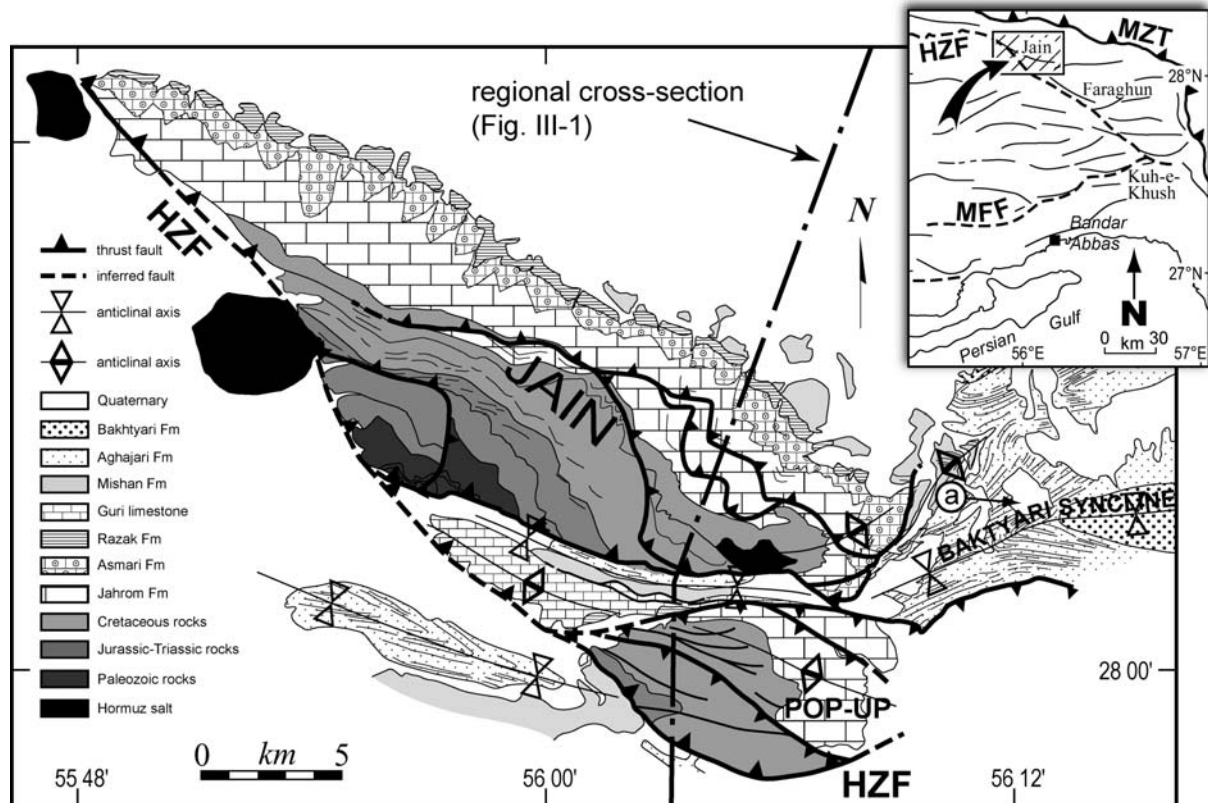 regional cross-section
(Fig. III-1)
N
HZF
thrust fault
inferred fault
anticlinal axis
anticlinal axis
Quaternary
Bakhtyari Fm
Aghajari Fm
Mishan Fm
Guri limestone
Razak Fm
Asmari Fm
Jahrom Fm
Cretaceous rocks
Jurassic-Triassic rocks
Paleozoic rocks
Hormuz salt
JAIN
a
BAKTYARI SYNCLINE
POP-UP
HZF
0 km 5
55 48'
56 00'
56 12'
28 00'
HZF
Jain
MZT
28°N
Faraghun
Kuh-e-
Khush
MFF
Bandar
Abbas
27°N
N
Persian Gulf
0 km 30
56°E
57°E